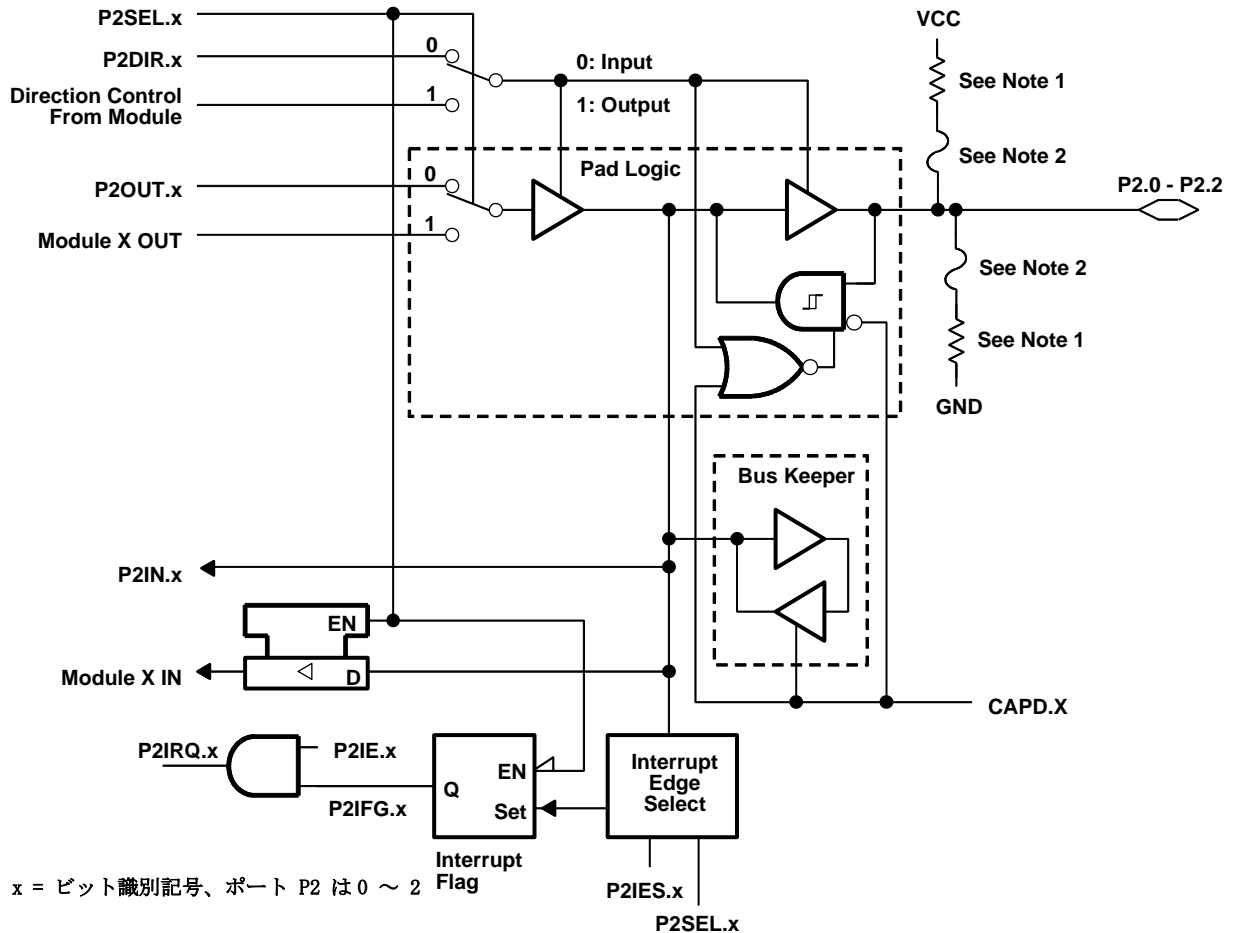 P2SEL.x
VCC
P2DIR.x
0
0: Input
See Note 1
Direction Control
From Module
1
1: Output
Pad Logic
See Note 2
P2OUT.x
0
P2.0 - P2.2
Module X OUT
1
See Note 2
See Note 1
GND
Bus Keeper
P2IN.x
EN
Module X IN
D
CAPD.X
P2IRQ.x
P2IE.x
P2IFG.x
Q
EN
Set
Interrupt
Edge
Select
Interrupt
Flag
P2IES.x
P2SEL.x
x = ビット識別記号、ポート P2 は 0 ～ 2